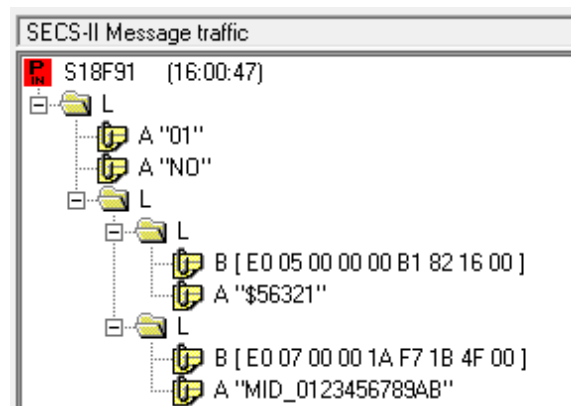 SECS-II Message traffic
P IN S18F91 (16:00:47)
L
A "01"
A "NO"
L
L
B [ E0 05 00 00 00 B1 82 16 00 ]
A "$56321"
L
B [ E0 07 00 00 1A F7 1B 4F 00 ]
A "MID_0123456789AB"